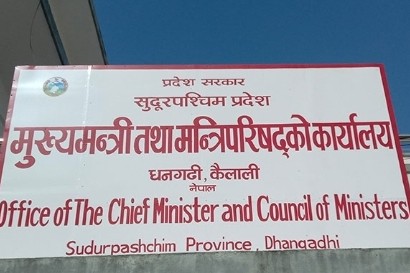 प्रदेश सरकार
सुदूरपश्चिम प्रदेश
मुख्यमन्त्री तथा मन्त्रिपरिषद्को कार्यालय
धनगढी, कैलाली
नेपाल
Office of The Chief Minister and Council of Ministers
Sudurpashchim Province, Dhangadhi